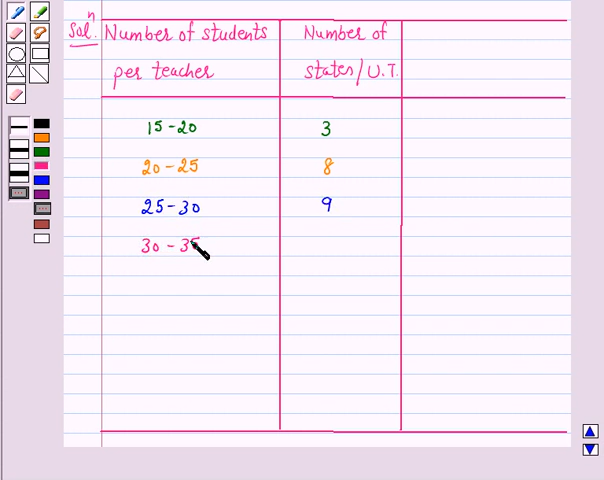 Solⁿ. Number of students Number of
per teacher states/U.T.
15-20 3
20-25 8
25-30 9
30-35